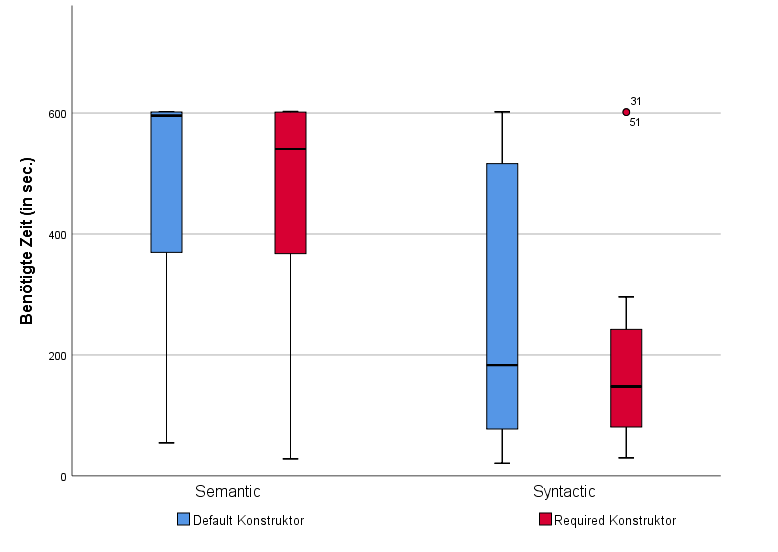 Benötigte Zeit (in sec.)
600
400
200
0
31
51
Semantic
Syntactic
Default Konstruktor
Required Konstruktor